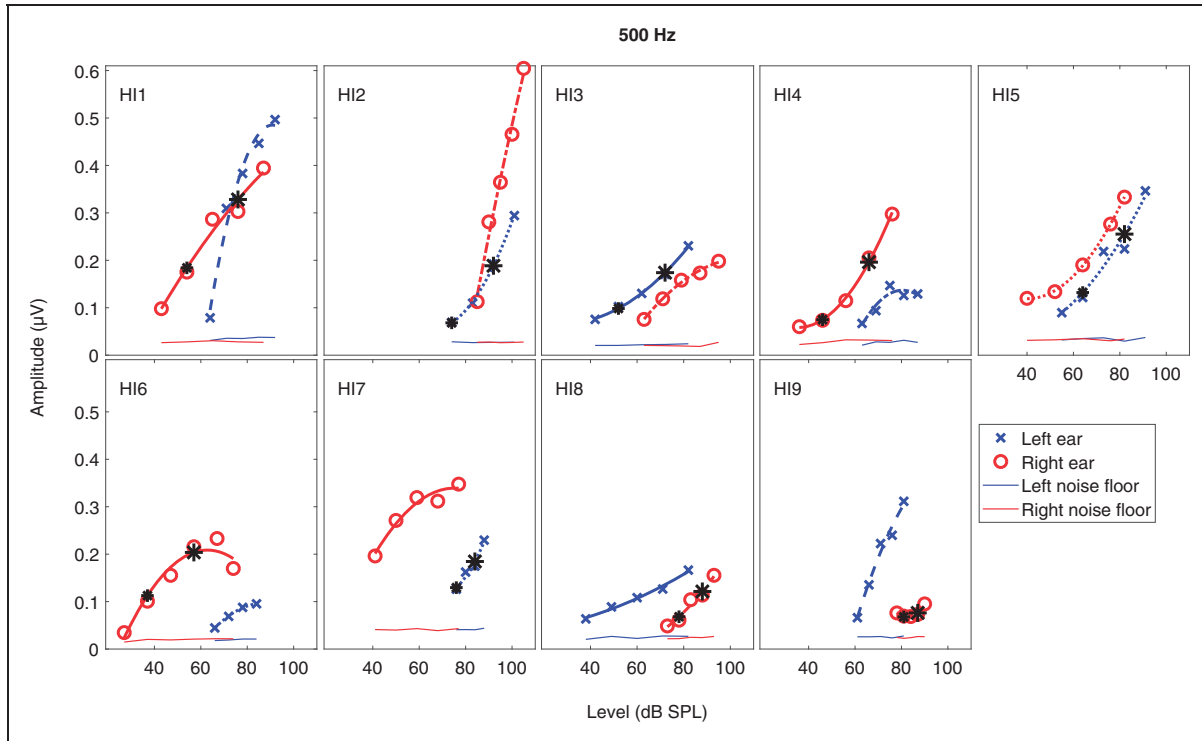 500 Hz
0.6
0.5
0.4
0.3
0.2
0.1
0
HI1
HI2
HI3
HI4
HI5
40 60 80 100
Amplitude (μV)
0.5
0.4
0.3
0.2
0.1
0
HI6
HI7
HI8
HI9
Left ear
Right ear
Left noise floor
Right noise floor
40 60 80 100 40 60 80 100 40 60 80 100 40 60 80 100
Level (dB SPL)